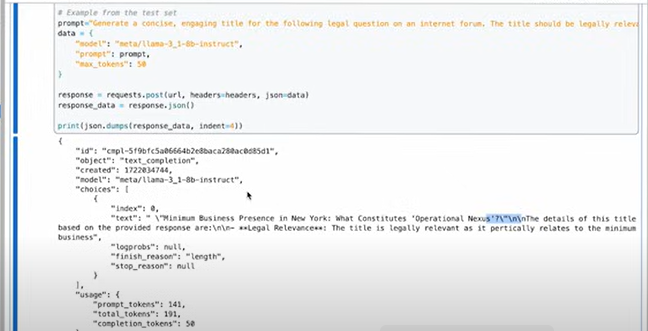 # Example from the test set
prompt="Generate a concise, engaging title for the following legal question on an internet forum. The title should be legally relev
data = {
    "model": "meta/llama-3_1-8b-instruct",
    "prompt": prompt,
    "max_tokens": 50
}
response = requests.post(url, headers=headers, json=data)
response_data = response.json()
print(json.dumps(response_data, indent=4))
{
    "id": "cmpl-5f9bfc5a06664b2e8baca280ac0d85d1",
    "object": "text_completion",
    "created": 1722034744,
    "model": "meta/llama-3_1-8b-instruct",
    "choices": [
        {
            "index": 0,
            "text": " \"Minimum Business Presence in New York: What Constitutes 'Operational Nexus'?\"\n\nThe details of this title
based on the provided response are:\n\n- **Legal Relevance**: The title is legally relevant as it pertically relates to the minimum
business",
            "logprobs": null,
            "finish_reason": "length",
            "stop_reason": null
        }
    ],
    "usage": {
        "prompt_tokens": 141,
        "total_tokens": 191,
        "completion_tokens": 50